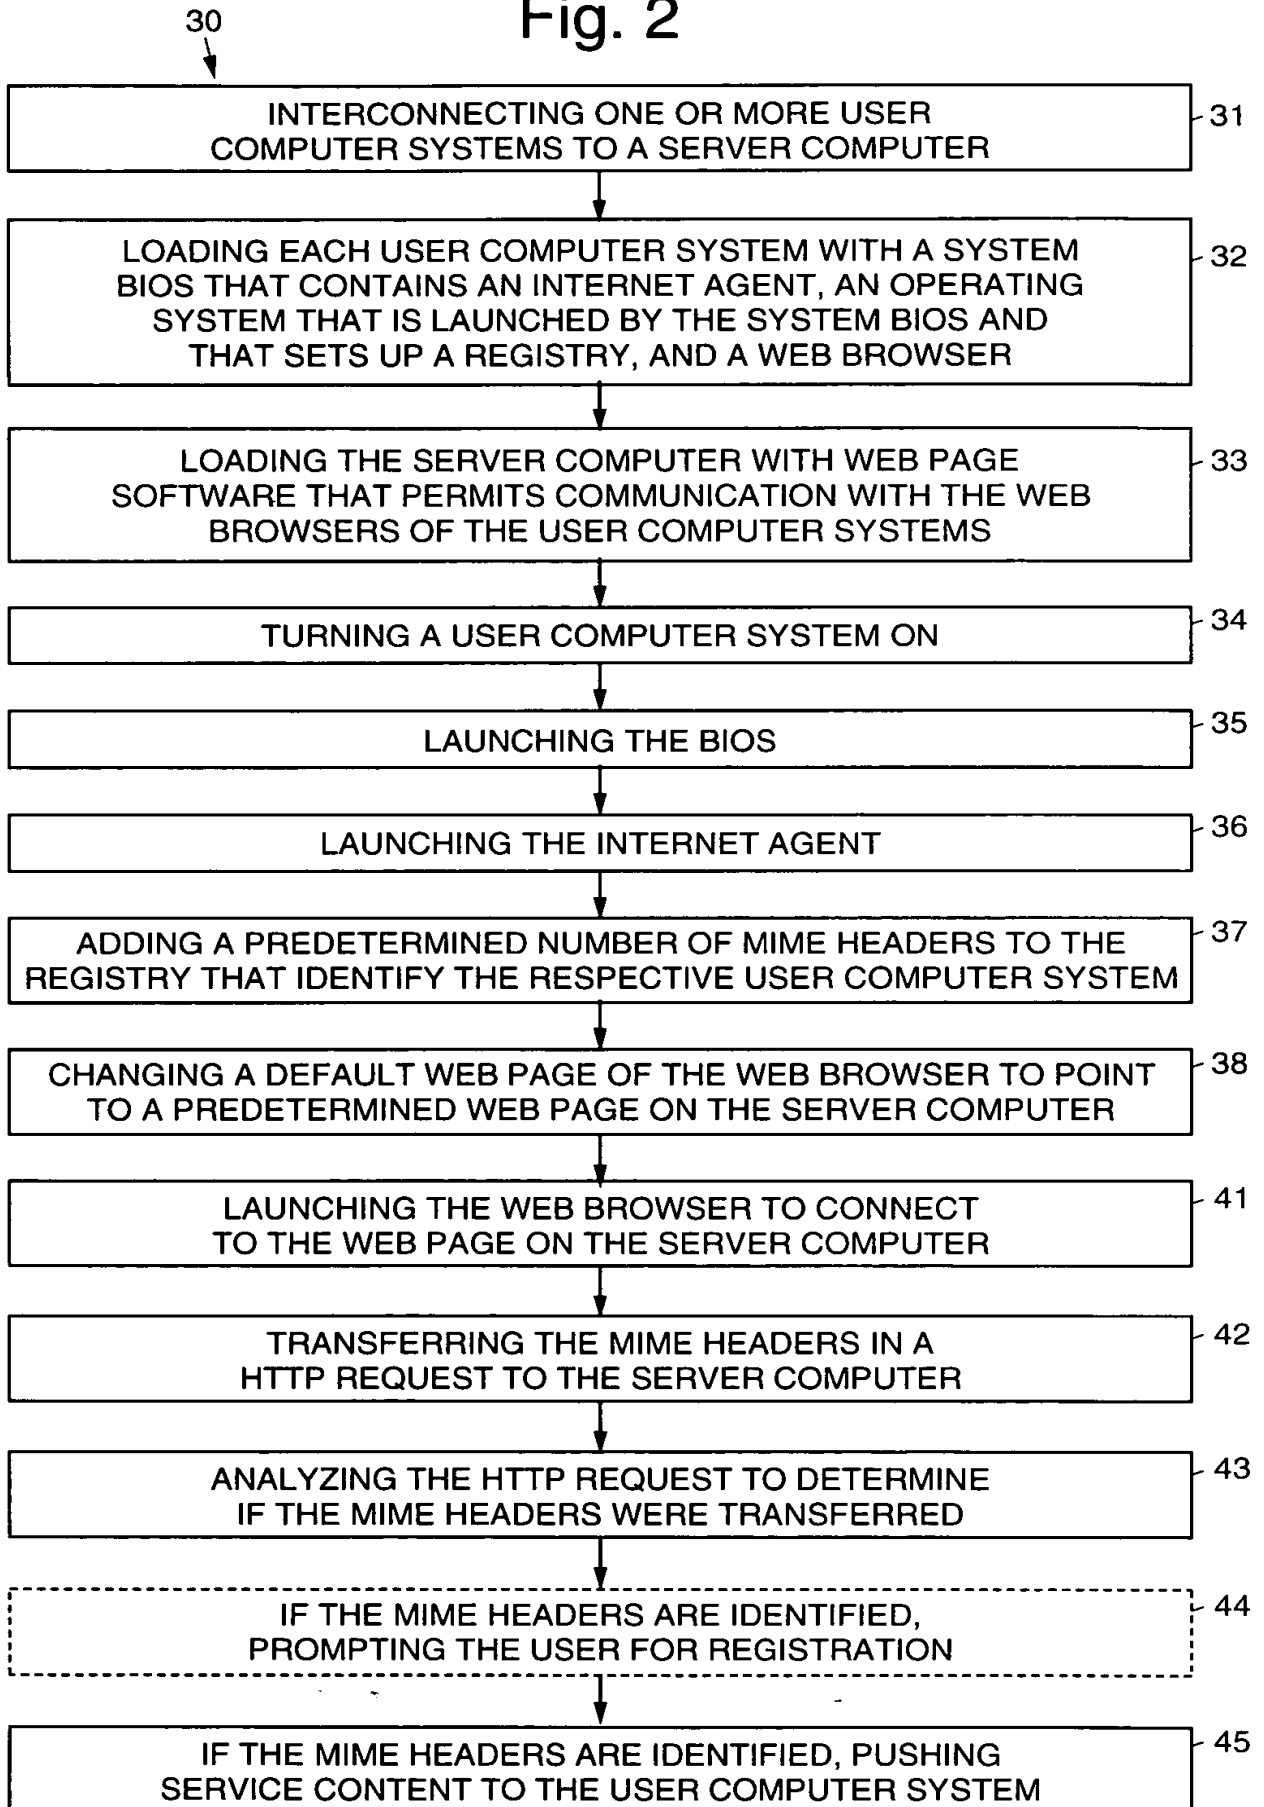 Fig. 2
30
INTERCONNECTING ONE OR MORE USER
COMPUTER SYSTEMS TO A SERVER COMPUTER
31
LOADING EACH USER COMPUTER SYSTEM WITH A SYSTEM
BIOS THAT CONTAINS AN INTERNET AGENT, AN OPERATING
SYSTEM THAT IS LAUNCHED BY THE SYSTEM BIOS AND
THAT SETS UP A REGISTRY, AND A WEB BROWSER
32
LOADING THE SERVER COMPUTER WITH WEB PAGE
SOFTWARE THAT PERMITS COMMUNICATION WITH THE WEB
BROWSERS OF THE USER COMPUTER SYSTEMS
33
TURNING A USER COMPUTER SYSTEM ON
34
LAUNCHING THE BIOS
35
LAUNCHING THE INTERNET AGENT
36
ADDING A PREDETERMINED NUMBER OF MIME HEADERS TO THE
REGISTRY THAT IDENTIFY THE RESPECTIVE USER COMPUTER SYSTEM
37
CHANGING A DEFAULT WEB PAGE OF THE WEB BROWSER TO POINT
TO A PREDETERMINED WEB PAGE ON THE SERVER COMPUTER
38
LAUNCHING THE WEB BROWSER TO CONNECT
TO THE WEB PAGE ON THE SERVER COMPUTER
41
TRANSFERRING THE MIME HEADERS IN A
HTTP REQUEST TO THE SERVER COMPUTER
42
ANALYZING THE HTTP REQUEST TO DETERMINE
IF THE MIME HEADERS WERE TRANSFERRED
43
IF THE MIME HEADERS ARE IDENTIFIED,
PROMPTING THE USER FOR REGISTRATION
44
IF THE MIME HEADERS ARE IDENTIFIED, PUSHING
SERVICE CONTENT TO THE USER COMPUTER SYSTEM
45